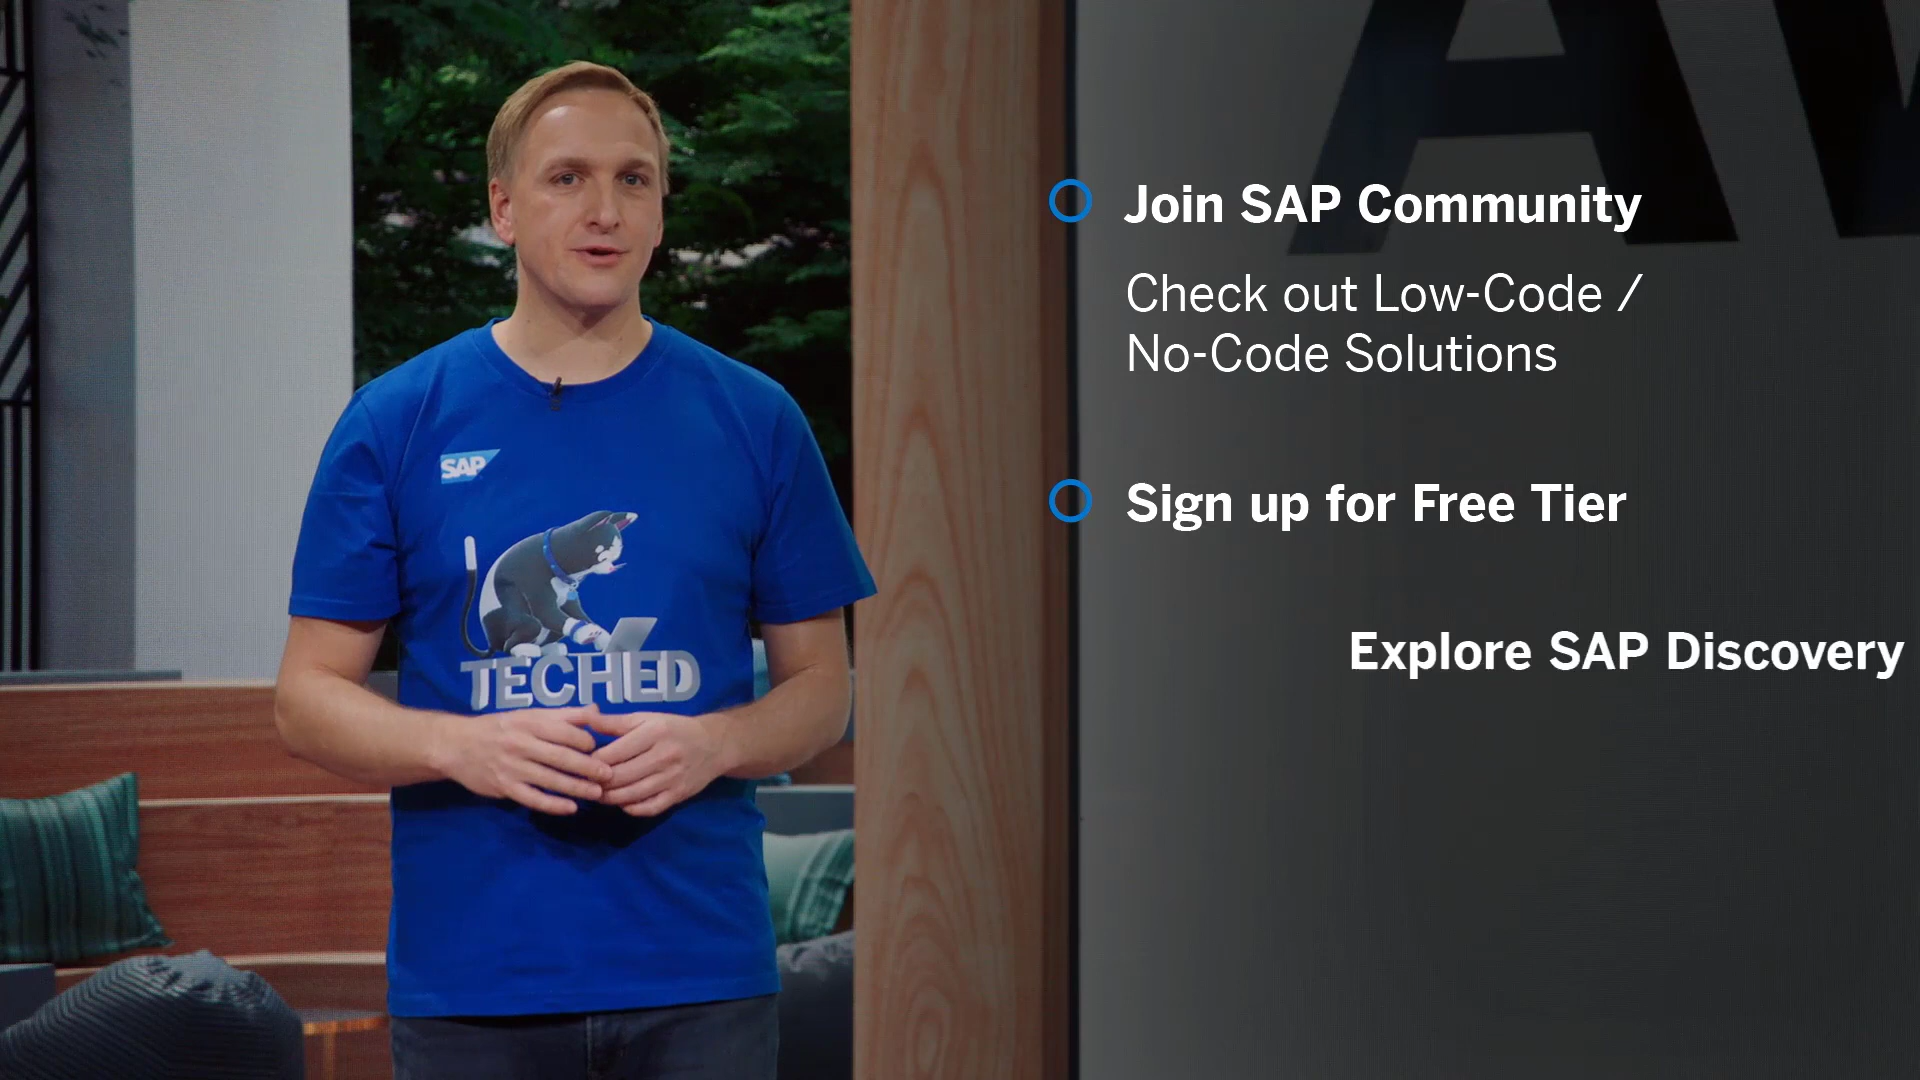 SAP
TECHED
Join SAP Community
Check out Low-Code /
No-Code Solutions
Sign up for Free Tier
Explore SAP Discovery